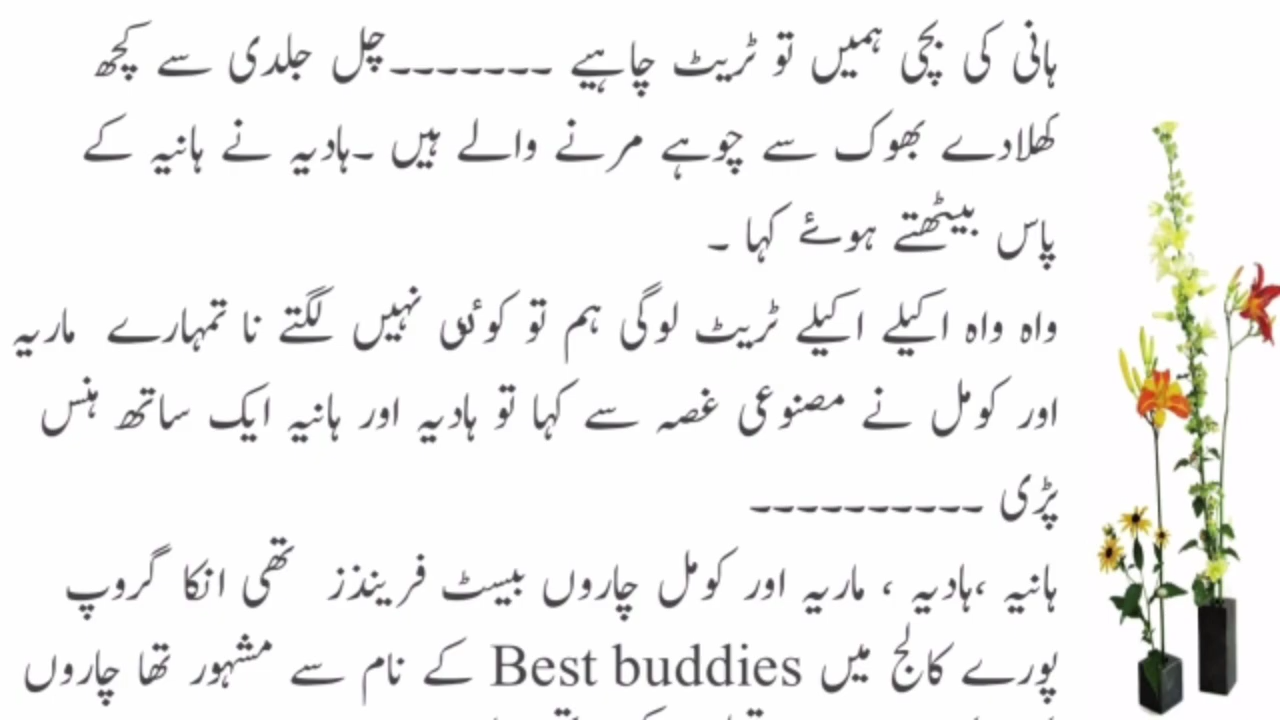 ہانی کی بچی ہمیں تو ٹریٹ چاہیے ۔۔۔۔۔۔۔چل جلدی سے کچھ
کھلادے بھوک سے چوہے مرنے والے ہیں ۔ہادیہ نے ہانیہ کے
پاس بیٹھتے ہوئے کہا ۔
واہ واہ اکیلے اکیلے ٹریٹ لوگی ہم تو کوئی نہیں لگتے نا تمہارے ماریہ
اور کومل نے مصنوعی غصہ سے کہا تو ہادیہ اور ہانیہ ایک ساتھ ہنس
پڑی ۔۔۔۔۔۔۔۔۔۔
ہانیہ ،ہادیہ ، ماریہ اور کومل چاروں بیسٹ فرینڈز تھی انکا گروپ
پورے کالج میں Best buddies کے نام سے مشہور تھا چاروں